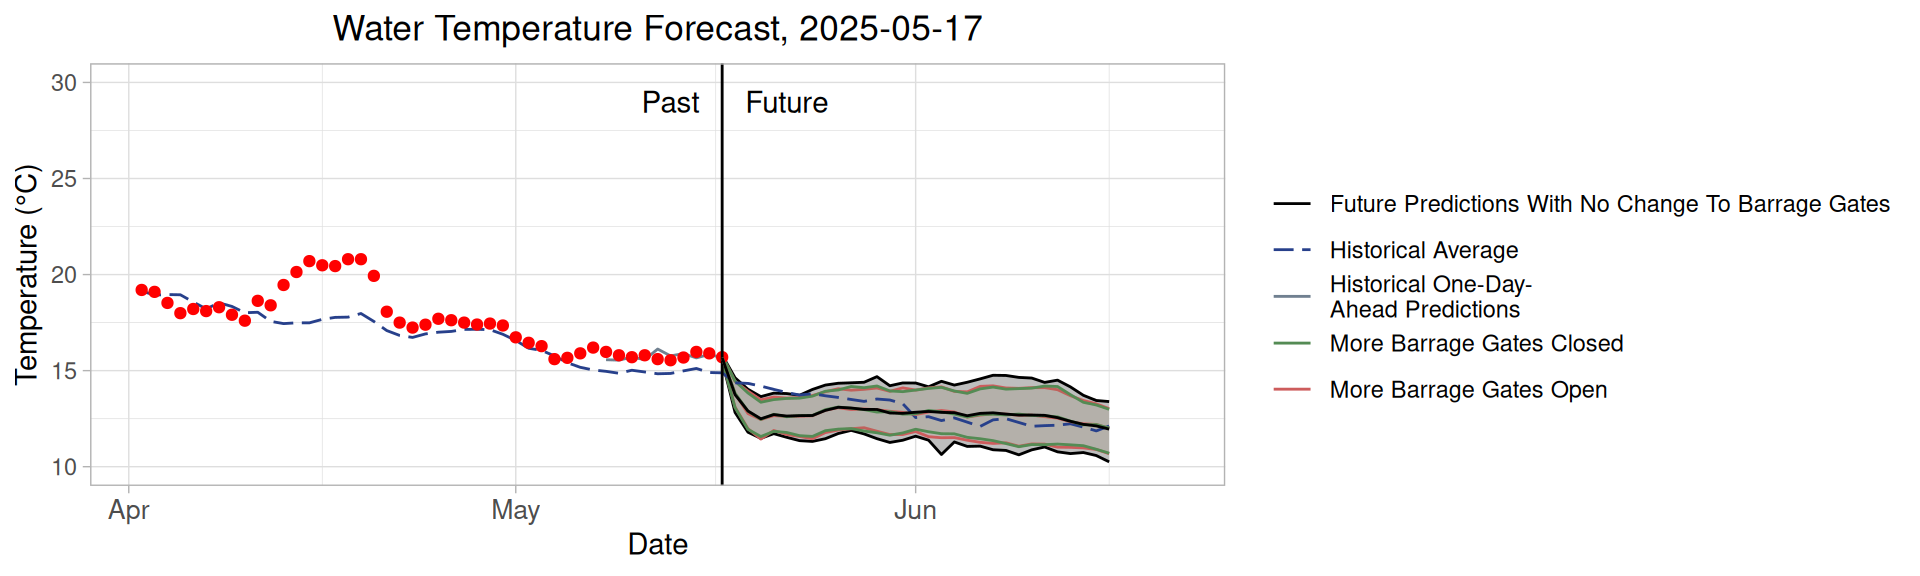 Water Temperature Forecast, 2025-05-17
Temperature (°C)
30
25
20
15
10
Past
Future
Apr
May
Jun
Date
Future Predictions With No Change To Barrage Gates
Historical Average
Historical One-Day-
Ahead Predictions
More Barrage Gates Closed
More Barrage Gates Open